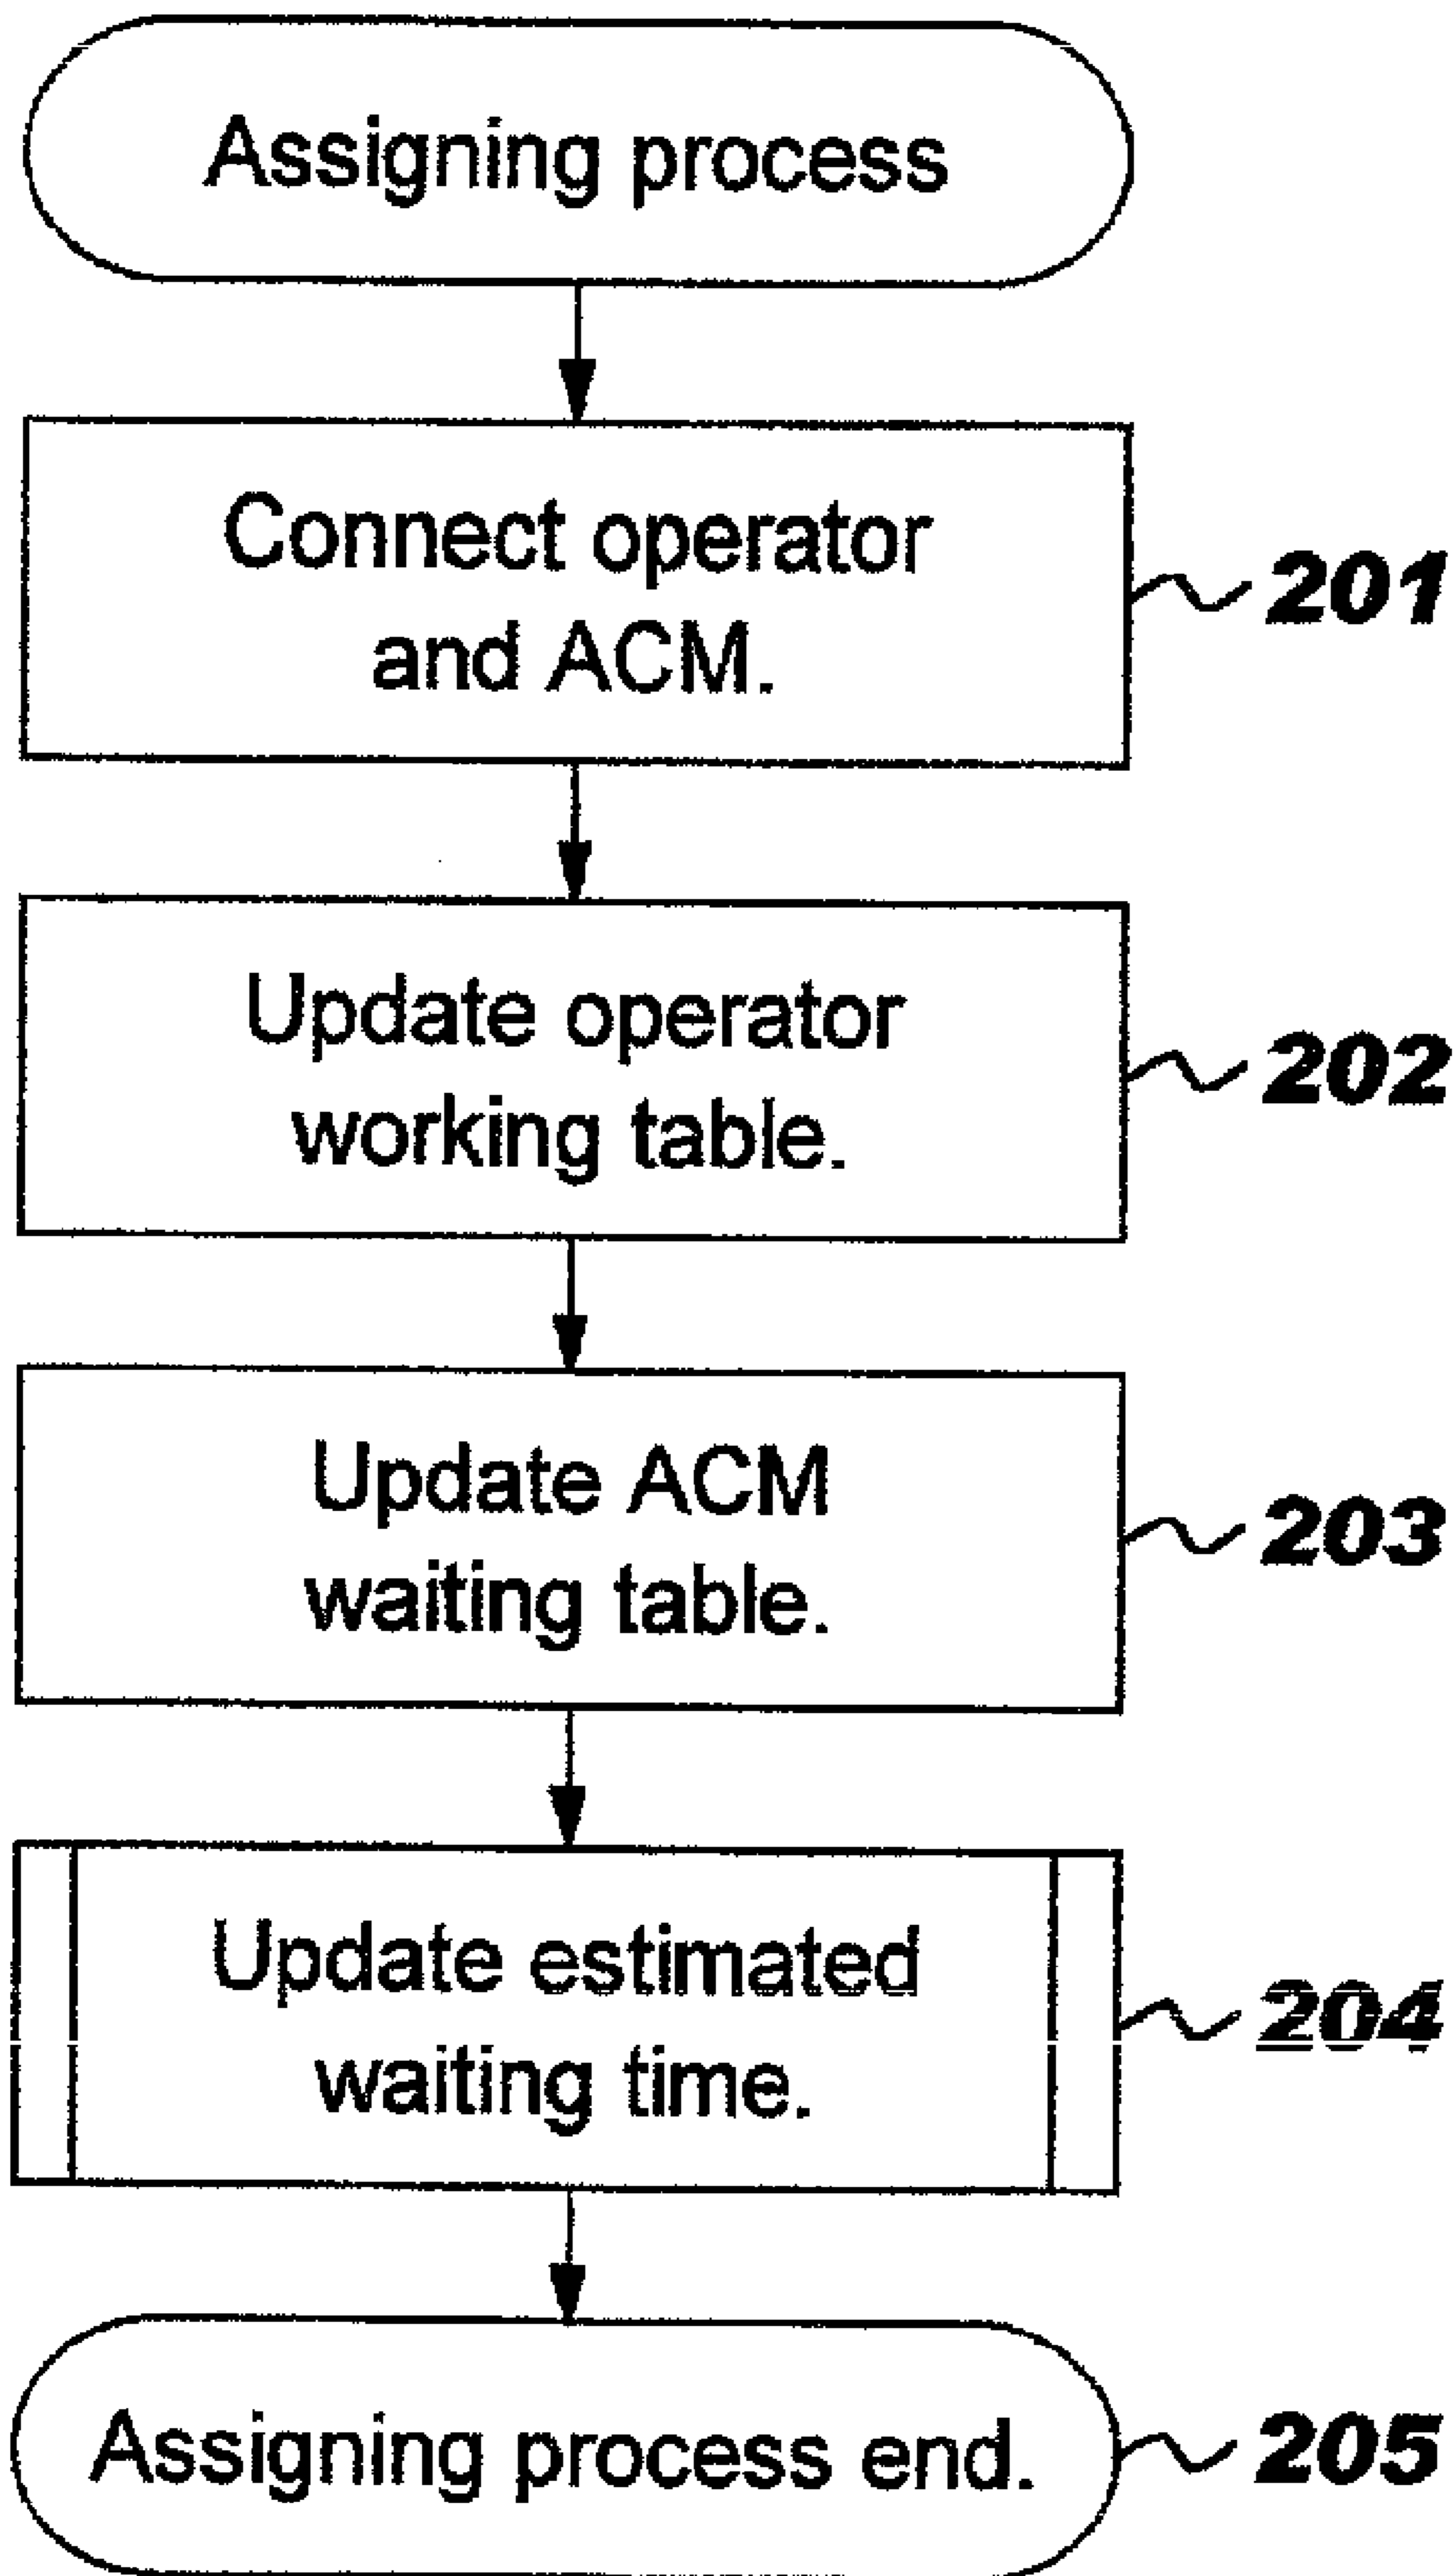 Assigning process
Connect operator
and ACM.
201
Update operator
working table.
202
Update ACM
waiting table.
203
Update estimated
waiting time.
204
Assigning process end.
205